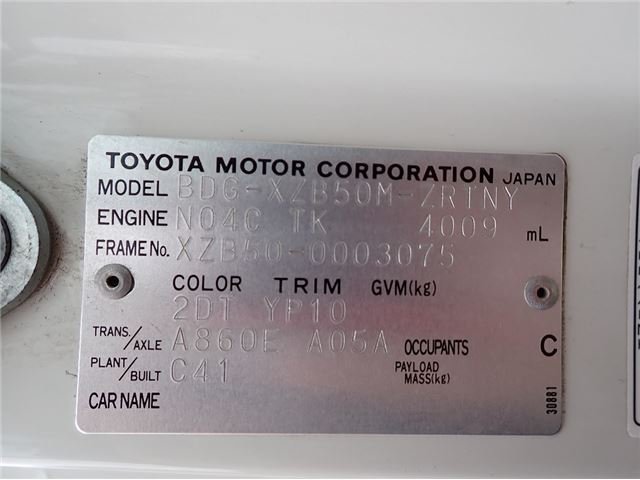 TOYOTA MOTOR CORPORATION JAPAN
MODEL BDG-XZB50M-ZRTNY
ENGINE N04C TK 4009 mL
FRAME No. XZB50-0003075
COLOR TRIM GVM(kg)
2DT YP10
TRANS./AXLE A860E A05A OCCUPANTS C
PLANT/BUILT C41 PAYLOAD MASS(kg)
CAR NAME
30881